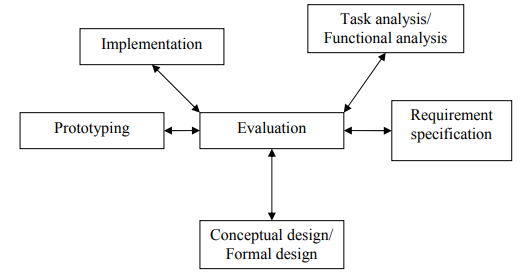 Task analysis/
Functional analysis
Implementation
Prototyping
Evaluation
Requirement
specification
Conceptual design/
Formal design